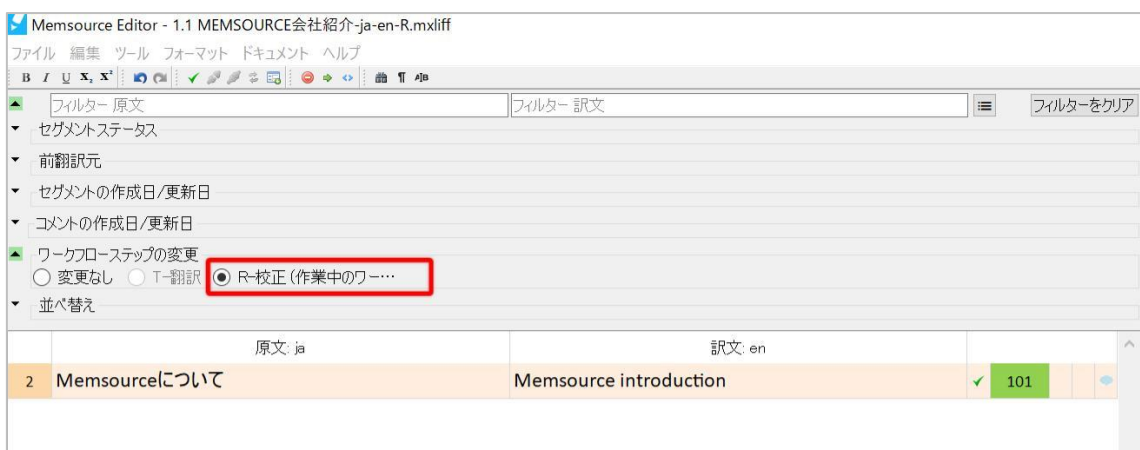 Memsource Editor - 1.1 MEMSOURCE会社紹介-ja-en-R.mxliff
ファイル 編集 ツール フォーマット ドキュメント ヘルプ
B I U X₂ X²
フィルター 原文 フィルター 訳文 フィルターをクリア
セグメントステータス
前翻訳元
セグメントの作成日/更新日
コメントの作成日/更新日
ワークフローステップの変更
変更なし T-翻訳 R-校正 (作業中のワー…
並べ替え
原文: ja 訳文: en
2 Memsourceについて Memsource introduction 101